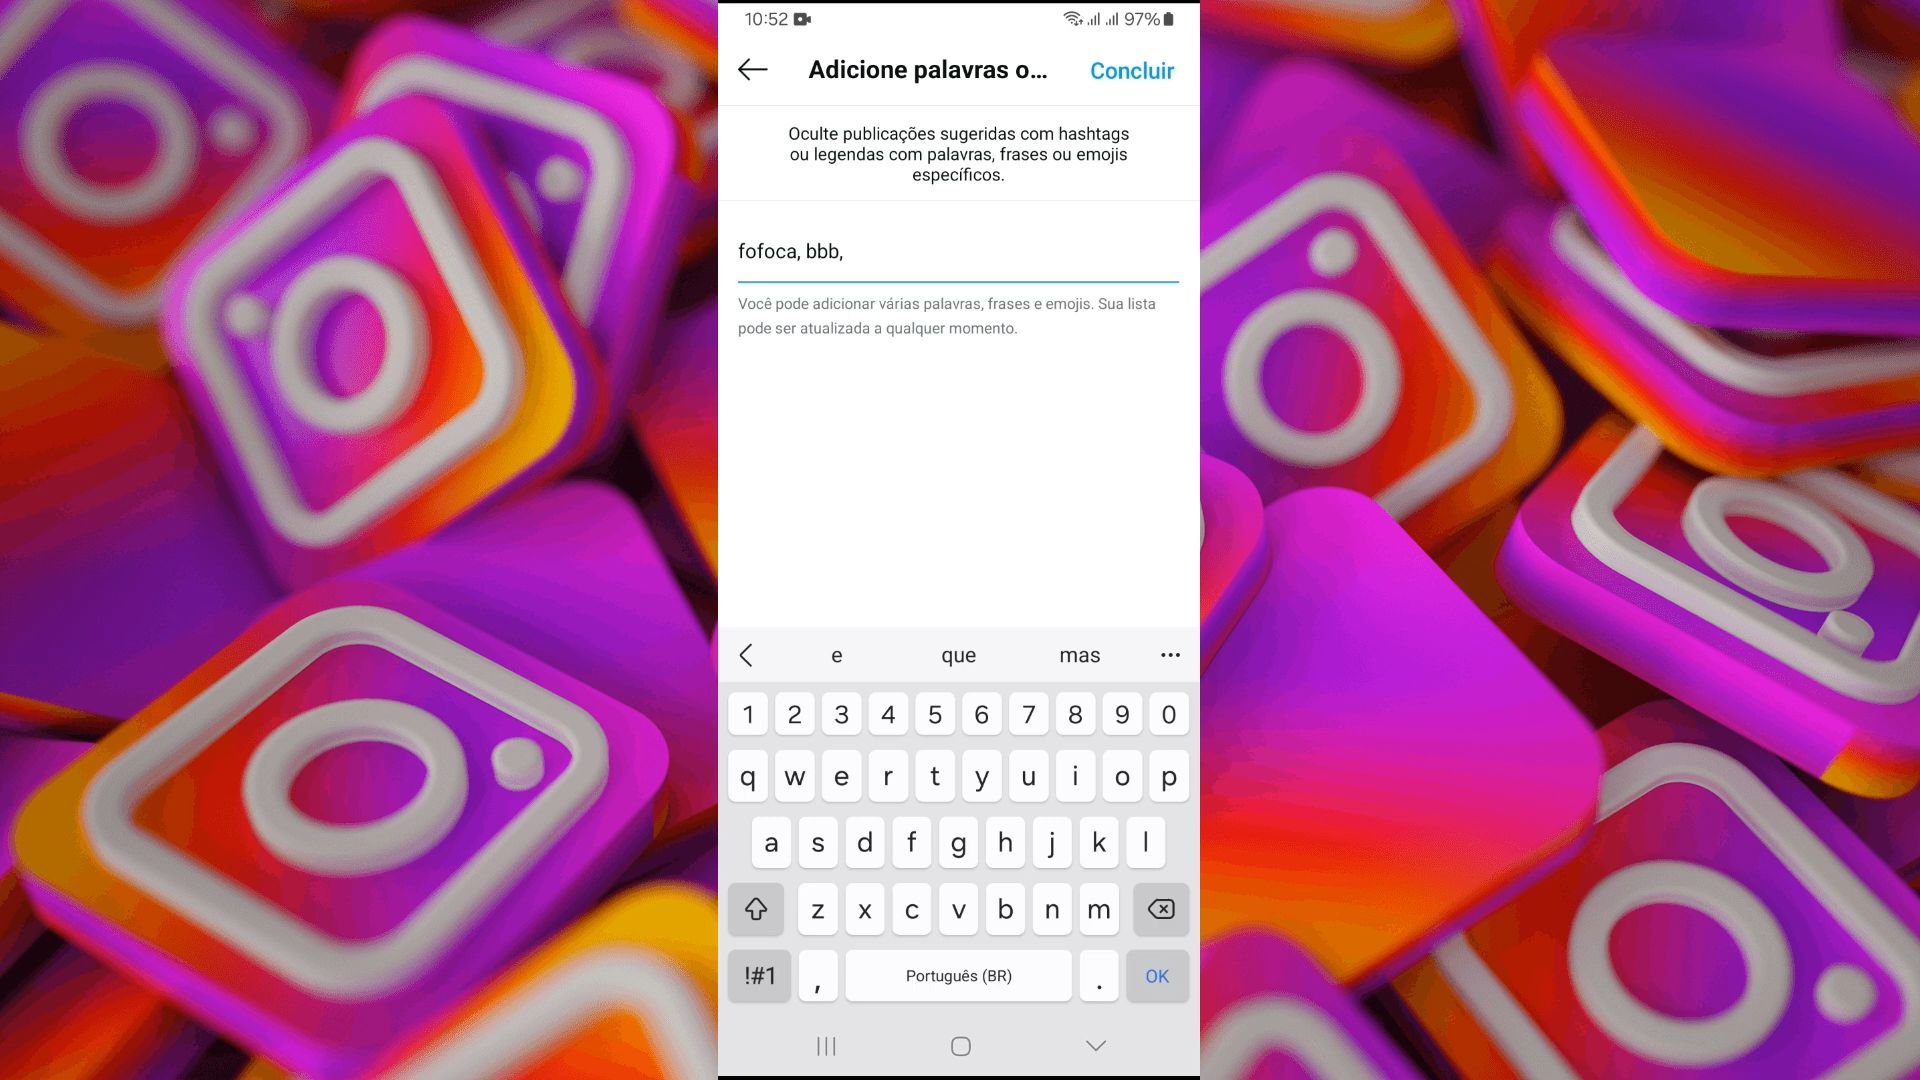 10:52 97%
Adicione palavras o... Concluir
Oculte publicações sugeridas com hashtags
ou legendas com palavras, frases ou emojis
específicos.
fofoca, bbb,
Você pode adicionar várias palavras, frases e emojis. Sua lista
pode ser atualizada a qualquer momento.
e que mas
1 2 3 4 5 6 7 8 9 0
q w e r t y u i o p
a s d f g h j k l
z x c v b n m
!#1 , Português (BR) . OK